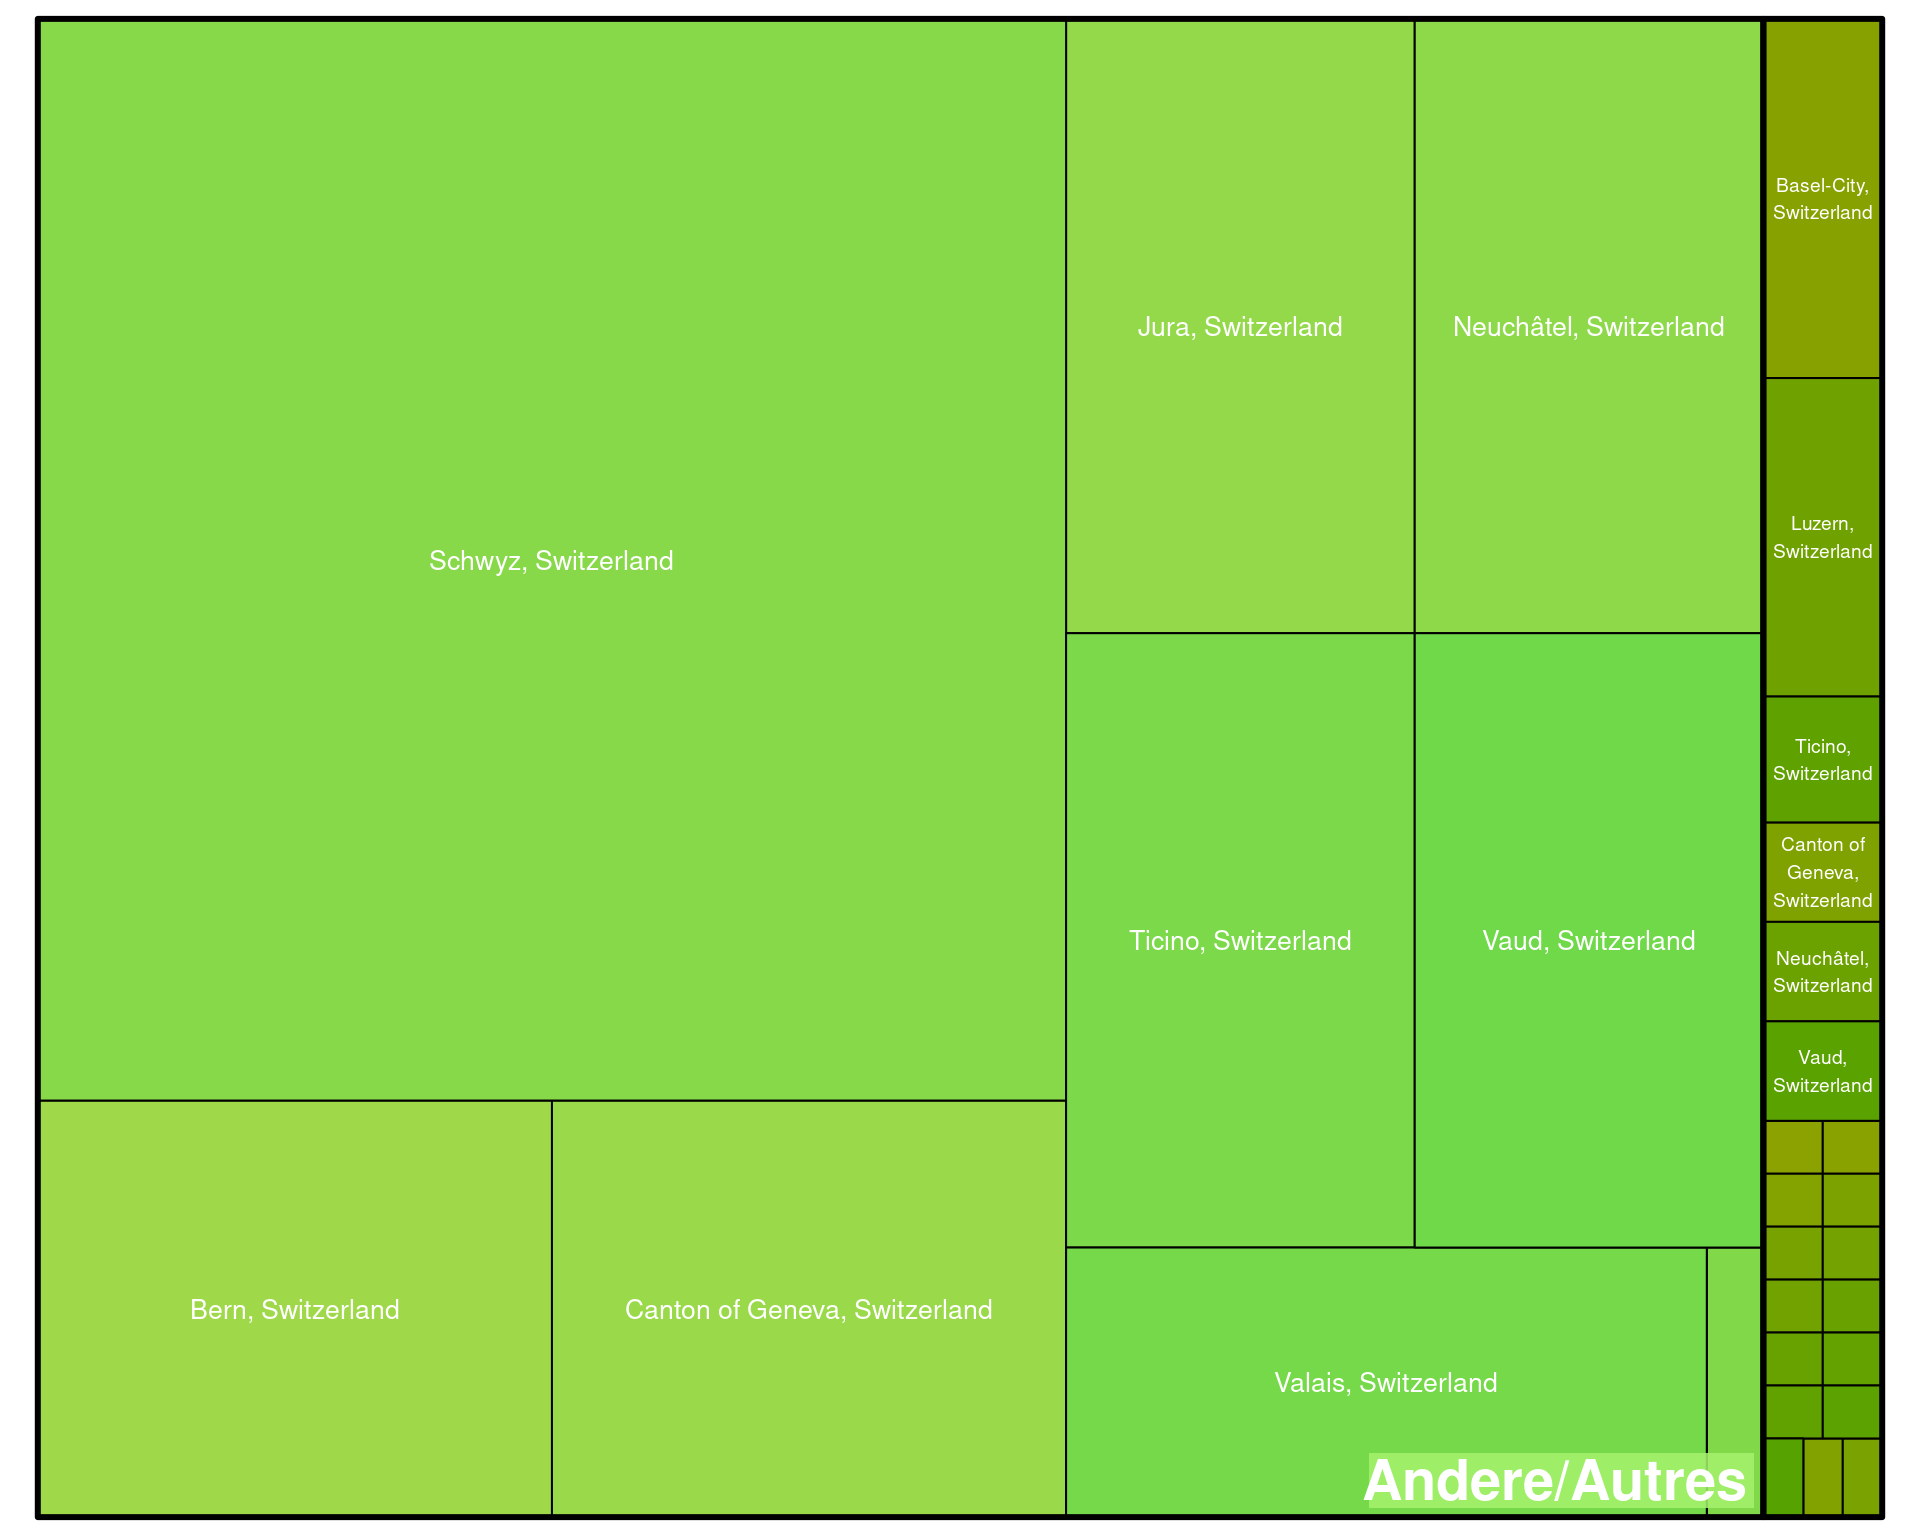 Schwyz, Switzerland
Bern, Switzerland
Canton of Geneva, Switzerland
Jura, Switzerland
Neuchâtel, Switzerland
Ticino, Switzerland
Vaud, Switzerland
Valais, Switzerland
Andere/Autres
Basel-City,
Switzerland
Luzern,
Switzerland
Ticino,
Switzerland
Canton of
Geneva,
Switzerland
Neuchâtel,
Switzerland
Vaud,
Switzerland